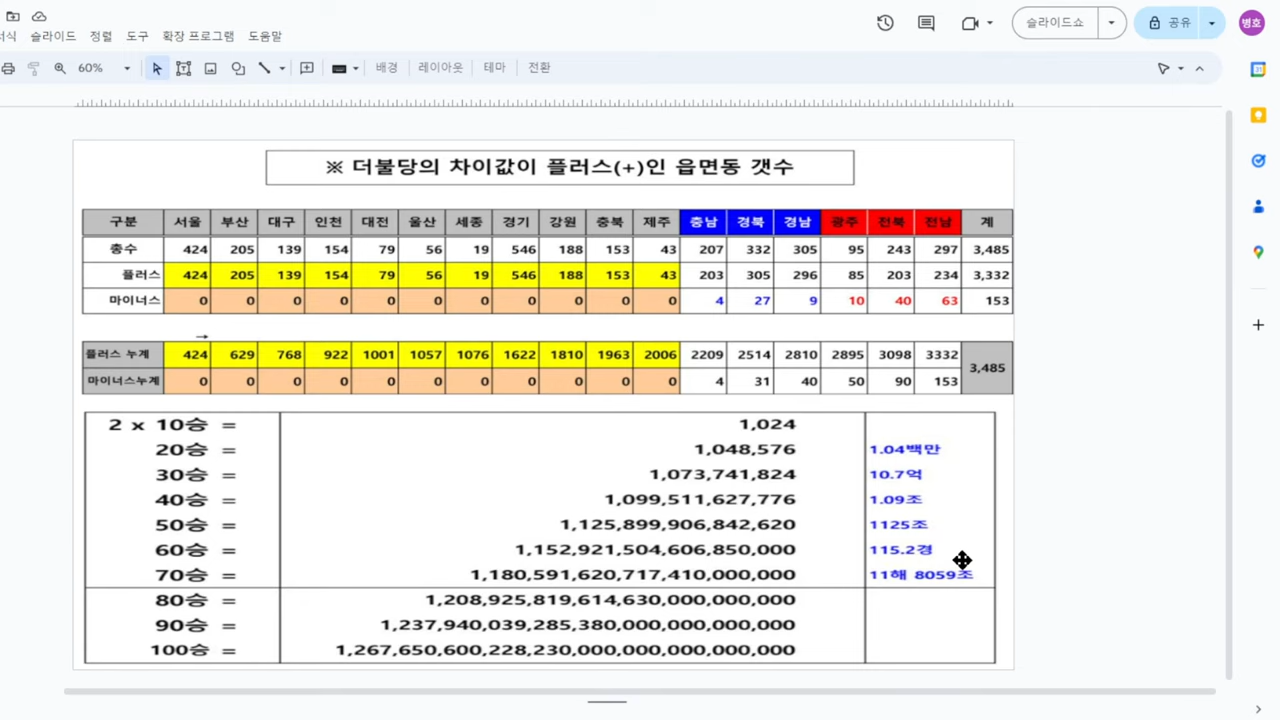 서식 슬라이드 정렬 도구 확장 프로그램 도움말
슬라이드쇼 공유 병호
60% 배경 레이아웃 테마 전환
※ 더불당의 차이값이 플러스(+)인 읍면동 갯수
구분 서울 부산 대구 인천 대전 울산 세종 경기 강원 충북 제주 충남 경북 경남 광주 전북 전남 계
총수 424 205 139 154 79 56 19 546 188 153 43 207 332 305 95 243 297 3,485
플러스 424 205 139 154 79 56 19 546 188 153 43 203 305 296 85 203 234 3,332
마이너스 0 0 0 0 0 0 0 0 0 0 0 4 27 9 10 40 63 153
→
플러스 누계 424 629 768 922 1001 1057 1076 1622 1810 1963 2006 2209 2514 2810 2895 3098 3332 3,485
마이너스누계 0 0 0 0 0 0 0 0 0 0 0 4 31 40 50 90 153
2 x 10승 = 1,024
20승 = 1,048,576 1.04백만
30승 = 1,073,741,824 10.7억
40승 = 1,099,511,627,776 1.09조
50승 = 1,125,899,906,842,620 1125조
60승 = 1,152,921,504,606,850,000 115.2경
70승 = 1,180,591,620,717,410,000,000 11해 8059조
80승 = 1,208,925,819,614,630,000,000,000
90승 = 1,237,940,039,285,380,000,000,000,000
100승 = 1,267,650,600,228,230,000,000,000,000,000